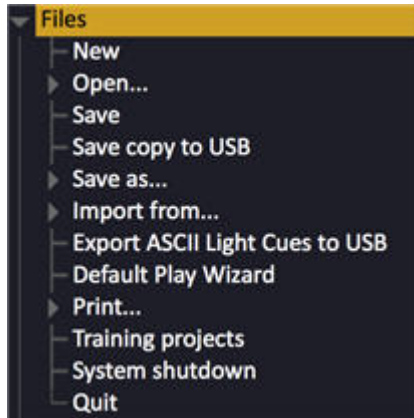 Files
New
Open...
Save
Save copy to USB
Save as...
Import from...
Export ASCII Light Cues to USB
Default Play Wizard
Print...
Training projects
System shutdown
Quit